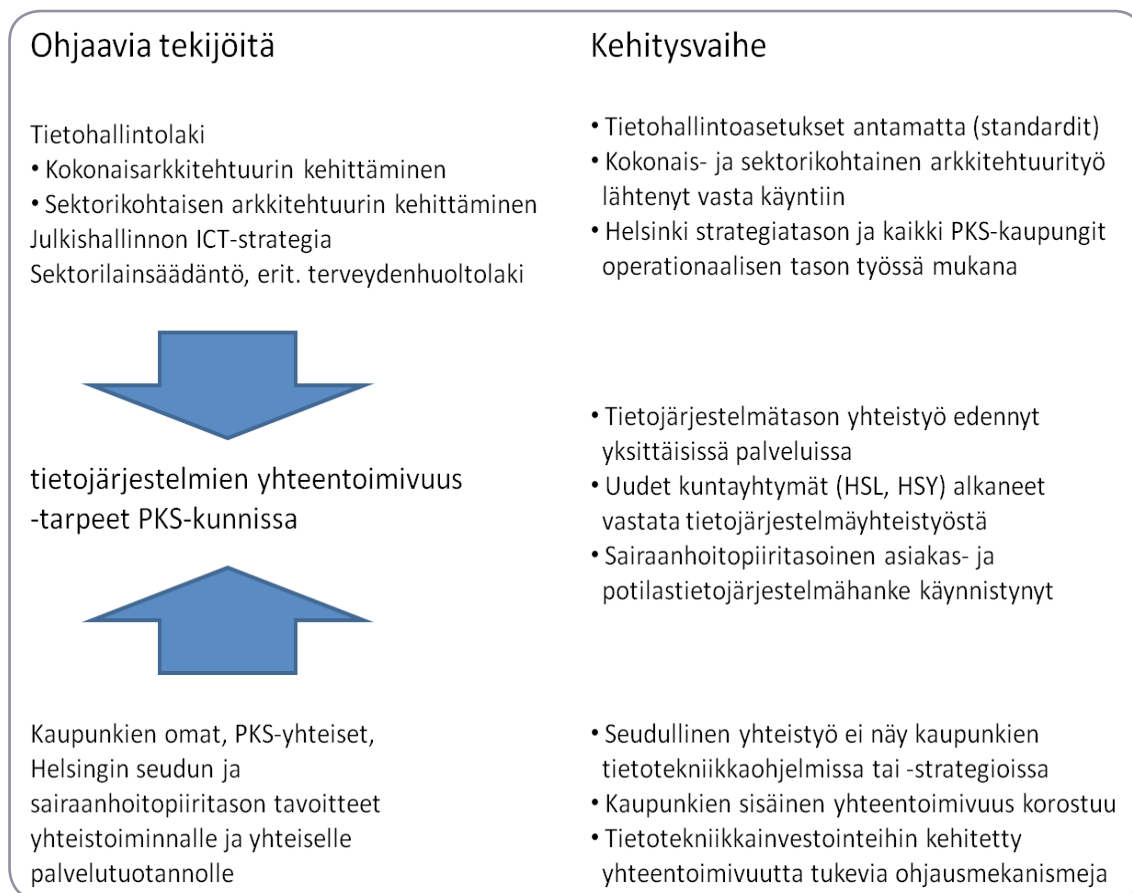 Ohjaavia tekijöitä
Tietohallintolaki
• Kokonaisarkkitehtuurin kehittäminen
• Sektorikohtaisen arkkitehtuurin kehittäminen
Julkishallinnon ICT-strategia
Sektorilainsäädäntö, erit. terveydenhuoltolaki
tietojärjestelmien yhteentoimivuus
-tarpeet PKS-kunnissa
Kaupunkien omat, PKS-yhteiset,
Helsingin seudun ja
sairaanhoitopiiritason tavoitteet
yhteistoiminnalle ja yhteiselle
palvelutuotannolle
Kehitysvaihe
• Tietohallintoasetukset antamatta (standardit)
• Kokonais- ja sektorikohtainen arkkitehtuurityö
lähtenyt vasta käyntiin
• Helsinki strategiatason ja kaikki PKS-kaupungit
operationaalisen tason työssä mukana
• Tietojärjestelmätason yhteistyö edennyt
yksittäisissä palveluissa
• Uudet kuntayhtymät (HSL, HSY) alkaneet
vastata tietojärjestelmäyhteistyöstä
• Sairaanhoitopiiritasoinen asiakas- ja
potilastietojärjestelmähanke käynnistynyt
• Seudullinen yhteistyö ei näy kaupunkien
tietotekniikkaohjelmissa tai -strategioissa
• Kaupunkien sisäinen yhteentoimivuus korostuu
• Tietotekniikkainvestointeihin kehitetty
yhteentoimivuutta tukevia ohjausmekanismeja